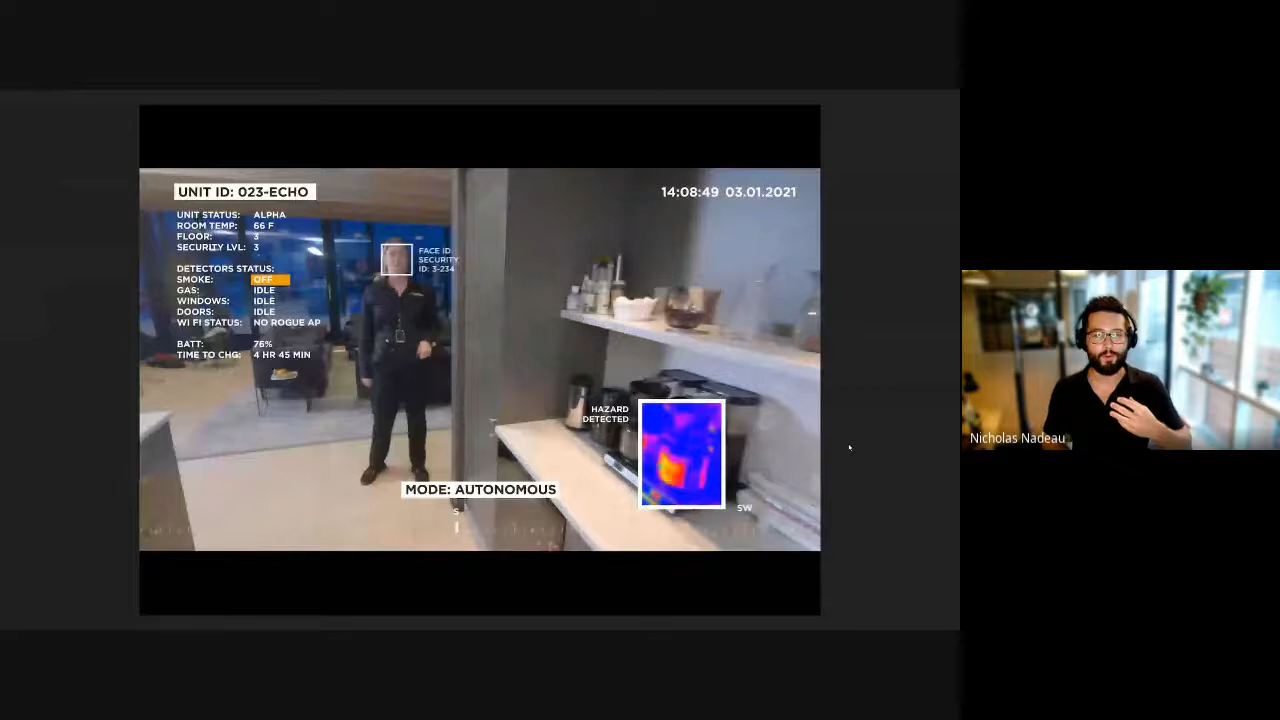 UNIT ID: 023-ECHO
14:08:49 03.01.2021
UNIT STATUS: ALPHA
ROOM TEMP: 66 F
FLOOR: 3
SECURITY LVL: 3
FACE ID:
SECURITY
ID: 3-234
DETECTORS STATUS:
SMOKE: OFF
GAS: IDLE
WINDOWS: IDLE
DOORS: IDLE
WI FI STATUS: NO ROGUE AP
BATT: 76%
TIME TO CHG: 4 HR 45 MIN
HAZARD
DETECTED
MODE: AUTONOMOUS
S
SW
Nicholas Nadeau